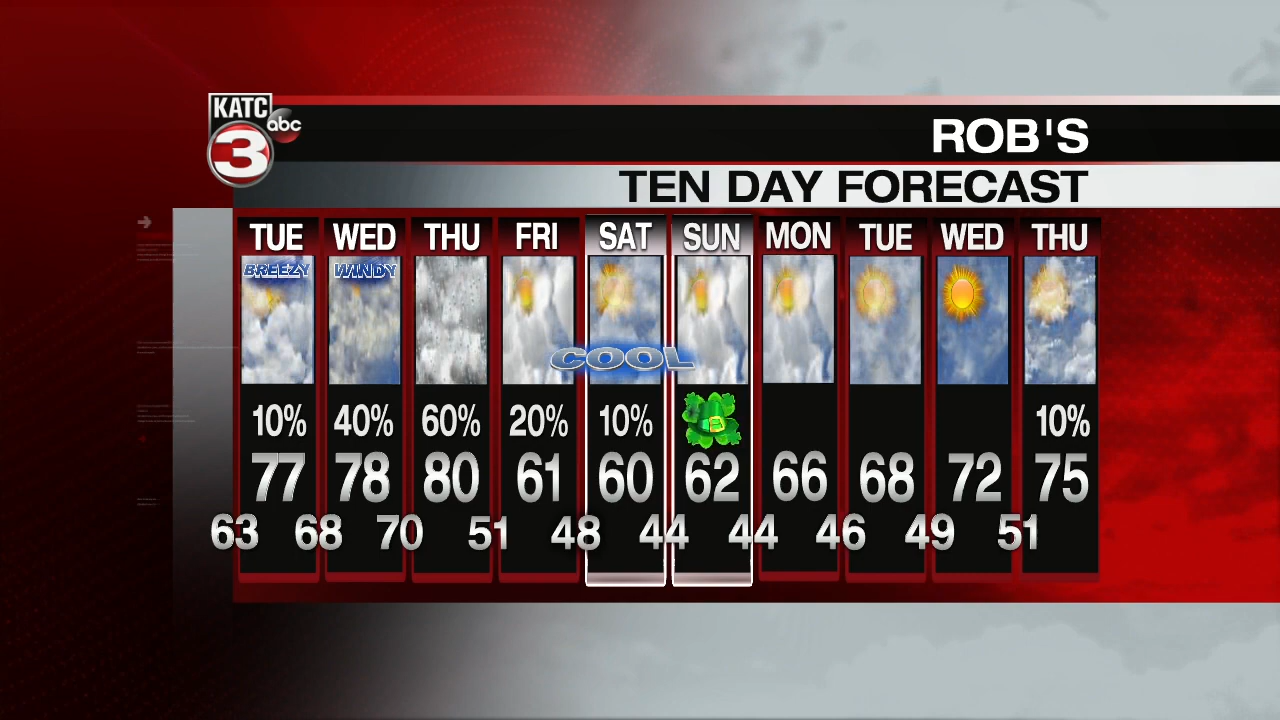 KATC
abc
3
ROB'S
TEN DAY FORECAST
TUE WED THU FRI SAT SUN MON TUE WED THU
BREEZY WINDY
COOL
10% 40% 60% 20% 10% 10%
77 78 80 61 60 62 66 68 72 75
63 68 70 51 48 44 44 46 49 51